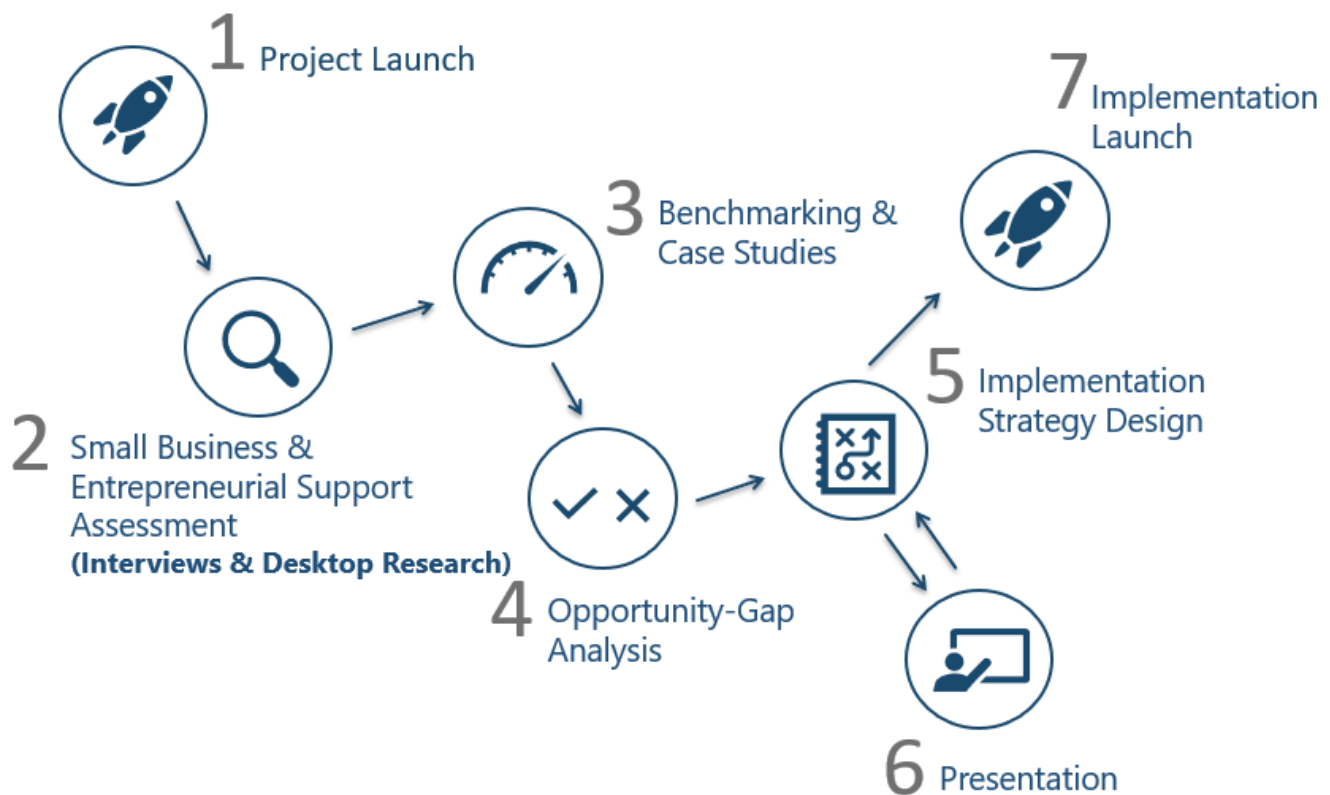 1 Project Launch
2 Small Business &
Entrepreneurial Support
Assessment
(Interviews & Desktop Research)
3 Benchmarking &
Case Studies
4 Opportunity-Gap
Analysis
5 Implementation
Strategy Design
6 Presentation
7 Implementation
Launch